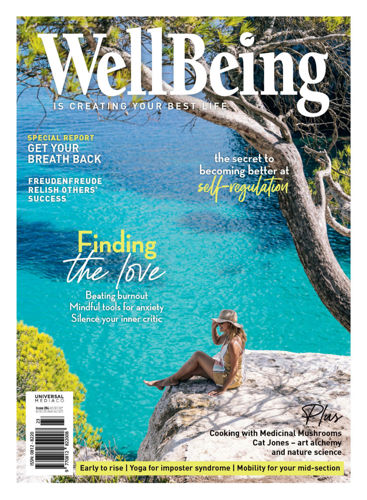 WellBeing
IS CREATING YOUR BEST LIFE
SPECIAL REPORT
GET YOUR
BREATH BACK
FREUDENFREUDE
RELISH OTHERS'
SUCCESS
the secret to
becoming better at
self-regulation
Finding
the love
Beating burnout
Mindful tools for anxiety
Silence your inner critic
UNIVERSAL
MEDIA CO
Plus
Cooking with Medicinal Mushrooms
Cat Jones – art alchemy
and nature science
Early to rise | Yoga for imposter syndrome | Mobility for your mid-section